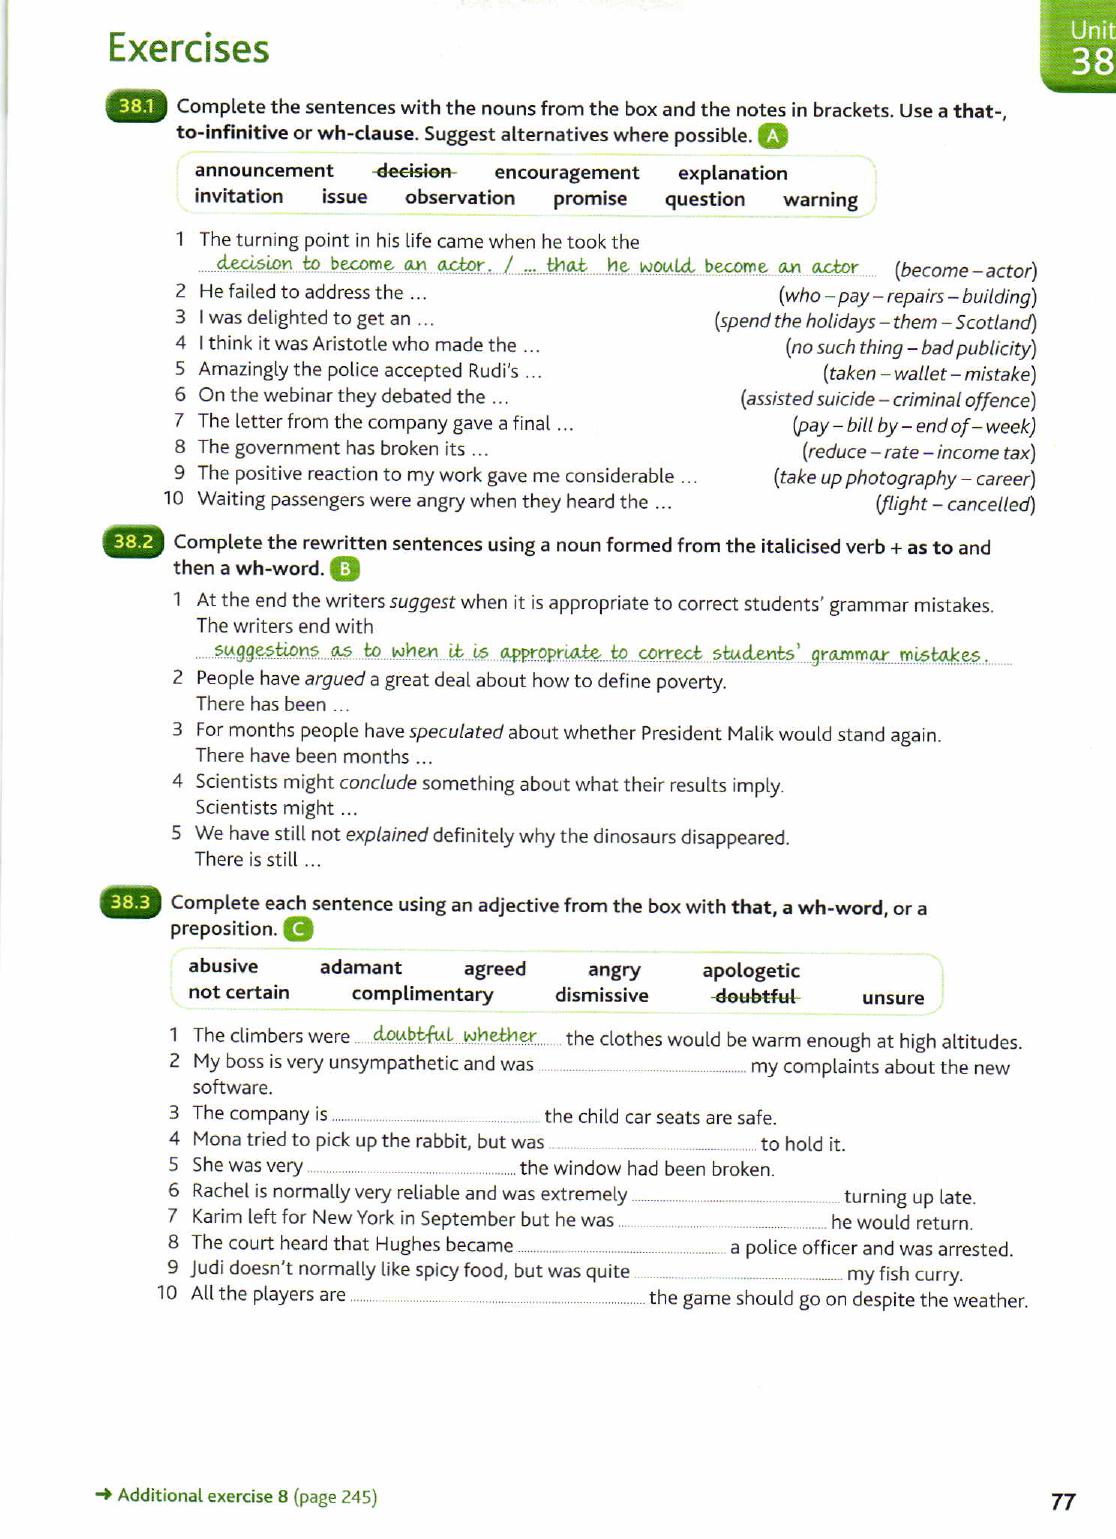 Unit
38
Exercises
38.1 Complete the sentences with the nouns from the box and the notes in brackets. Use a that-,
to-infinitive or wh-clause. Suggest alternatives where possible. A
announcement decision encouragement explanation
invitation issue observation promise question warning
1 The turning point in his life came when he took the
decision to become an actor. / ... that he would become an actor (become – actor)
2 He failed to address the ... (who – pay – repairs – building)
3 I was delighted to get an ... (spend the holidays – them – Scotland)
4 I think it was Aristotle who made the ... (no such thing – bad publicity)
5 Amazingly the police accepted Rudi's ... (taken – wallet – mistake)
6 On the webinar they debated the ... (assisted suicide – criminal offence)
7 The letter from the company gave a final ... (pay – bill by – end of – week)
8 The government has broken its ... (reduce – rate – income tax)
9 The positive reaction to my work gave me considerable ... (take up photography – career)
10 Waiting passengers were angry when they heard the ... (flight – cancelled)
38.2 Complete the rewritten sentences using a noun formed from the italicised verb + as to and
then a wh-word. B
1 At the end the writers suggest when it is appropriate to correct students' grammar mistakes.
The writers end with
suggestions as to when it is appropriate to correct students' grammar mistakes.
2 People have argued a great deal about how to define poverty.
There has been ...
3 For months people have speculated about whether President Malik would stand again.
There have been months ...
4 Scientists might conclude something about what their results imply.
Scientists might ...
5 We have still not explained definitely why the dinosaurs disappeared.
There is still ...
38.3 Complete each sentence using an adjective from the box with that, a wh-word, or a
preposition. C
abusive adamant agreed angry apologetic
not certain complimentary dismissive doubtful unsure
1 The climbers were doubtful whether the clothes would be warm enough at high altitudes.
2 My boss is very unsympathetic and was my complaints about the new
software.
3 The company is the child car seats are safe.
4 Mona tried to pick up the rabbit, but was to hold it.
5 She was very the window had been broken.
6 Rachel is normally very reliable and was extremely turning up late.
7 Karim left for New York in September but he was he would return.
8 The court heard that Hughes became a police officer and was arrested.
9 Judi doesn't normally like spicy food, but was quite my fish curry.
10 All the players are the game should go on despite the weather.
➜ Additional exercise 8 (page 245)
77